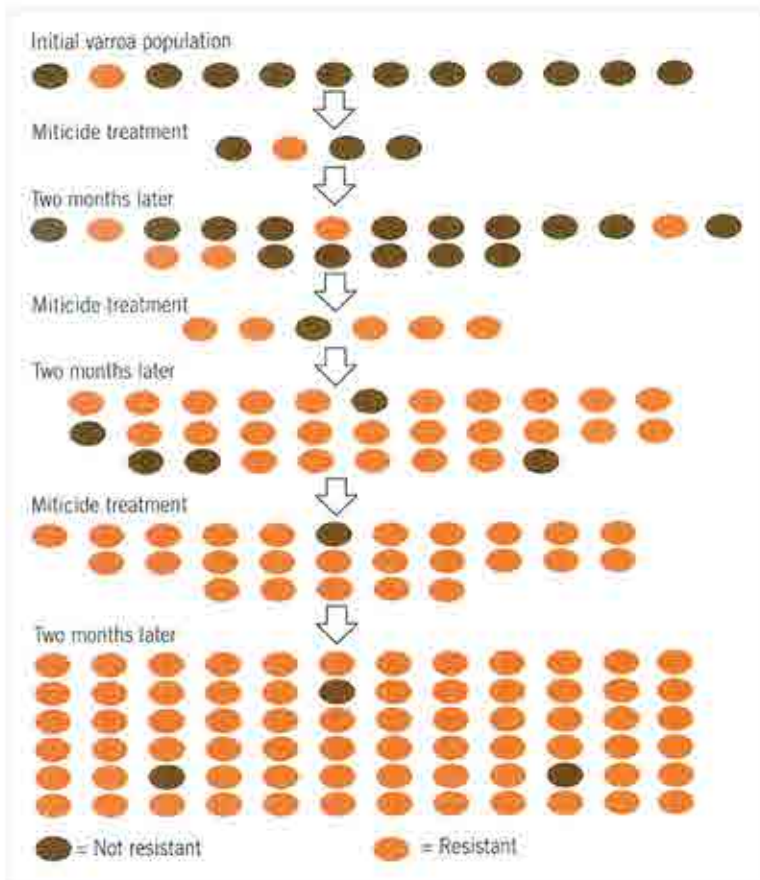 Initial varroa population
Miticide treatment
Two months later
Miticide treatment
Two months later
Miticide treatment
Two months later
= Not resistant
= Resistant